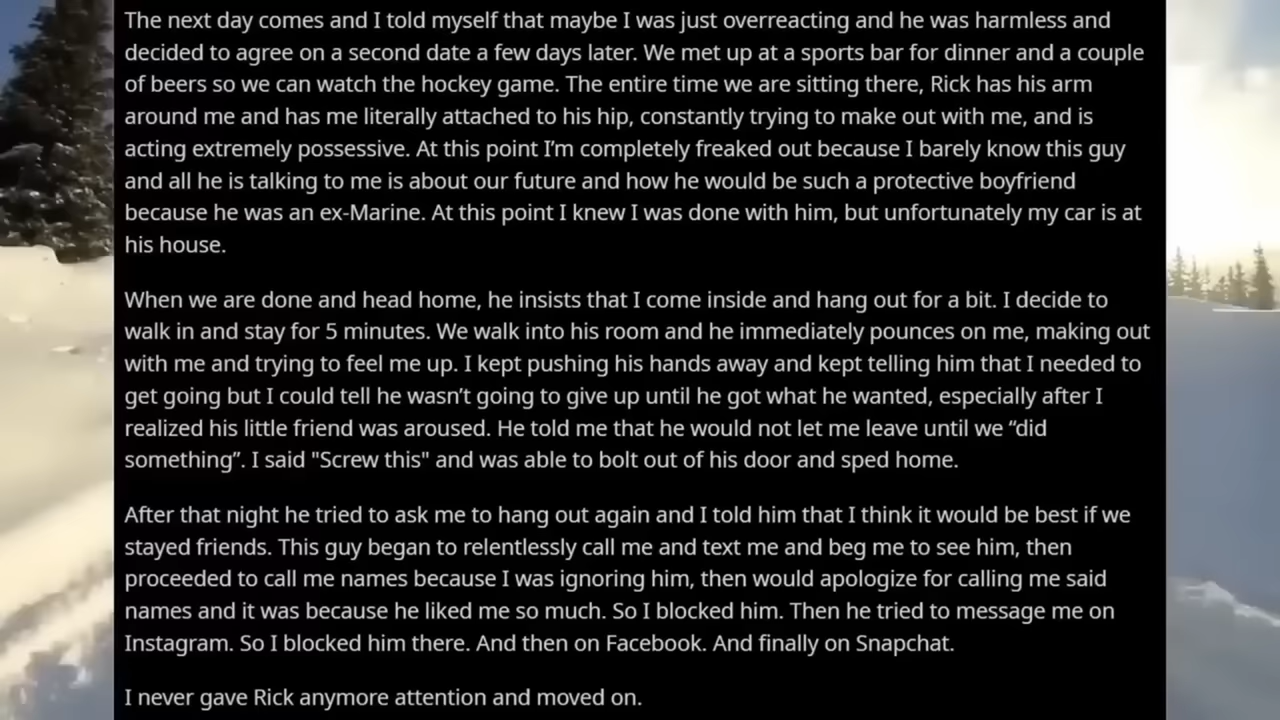 The next day comes and I told myself that maybe I was just overreacting and he was harmless and
decided to agree on a second date a few days later. We met up at a sports bar for dinner and a couple
of beers so we can watch the hockey game. The entire time we are sitting there, Rick has his arm
around me and has me literally attached to his hip, constantly trying to make out with me, and is
acting extremely possessive. At this point I’m completely freaked out because I barely know this guy
and all he is talking to me is about our future and how he would be such a protective boyfriend
because he was an ex-Marine. At this point I knew I was done with him, but unfortunately my car is at
his house.
When we are done and head home, he insists that I come inside and hang out for a bit. I decide to
walk in and stay for 5 minutes. We walk into his room and he immediately pounces on me, making out
with me and trying to feel me up. I kept pushing his hands away and kept telling him that I needed to
get going but I could tell he wasn’t going to give up until he got what he wanted, especially after I
realized his little friend was aroused. He told me that he would not let me leave until we “did
something”. I said "Screw this" and was able to bolt out of his door and sped home.
After that night he tried to ask me to hang out again and I told him that I think it would be best if we
stayed friends. This guy began to relentlessly call me and text me and beg me to see him, then
proceeded to call me names because I was ignoring him, then would apologize for calling me said
names and it was because he liked me so much. So I blocked him. Then he tried to message me on
Instagram. So I blocked him there. And then on Facebook. And finally on Snapchat.
I never gave Rick anymore attention and moved on.